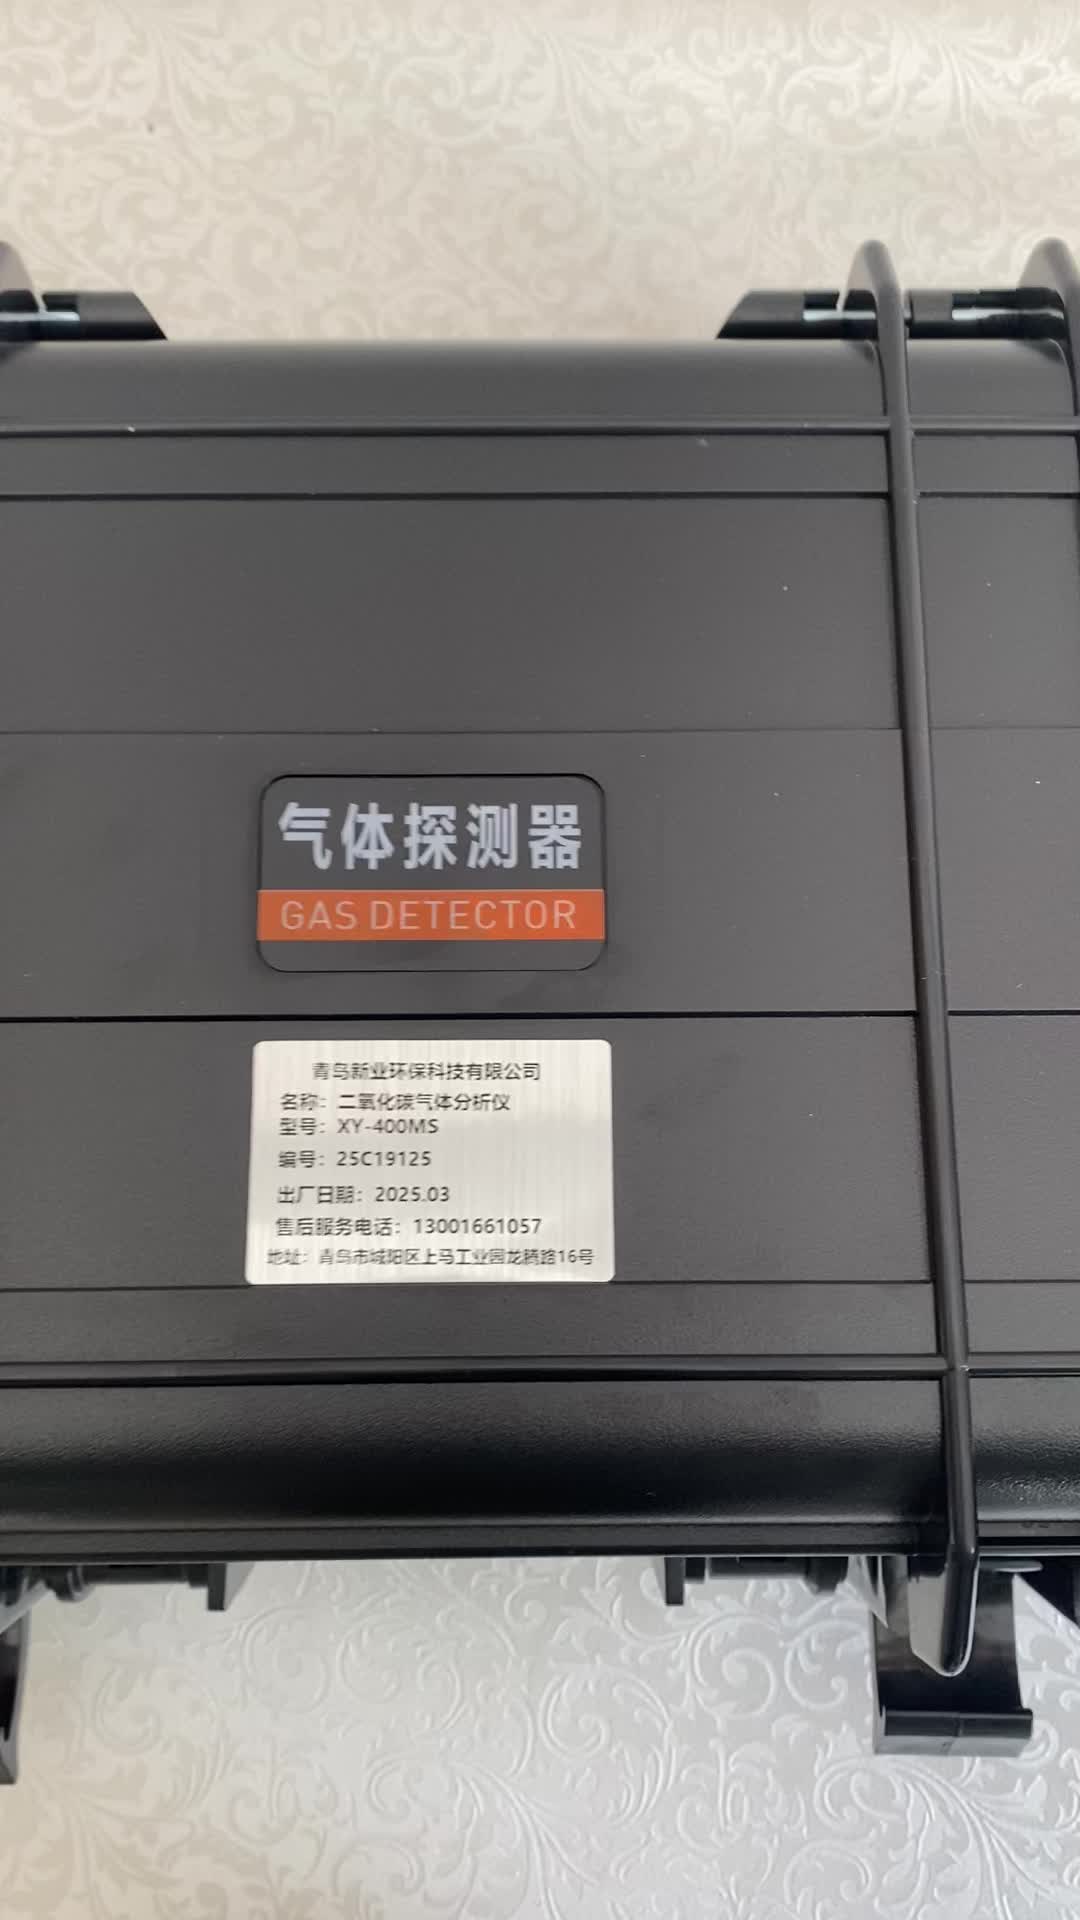 气体探测器
GAS DETECTOR
青岛新业环保科技有限公司
名称：二氧化碳气体分析仪
型号：XY-400MS
编号：25C19125
出厂日期：2025.03
售后服务电话：13001661057
地址：青岛市城阳区上马工业园龙腾路16号